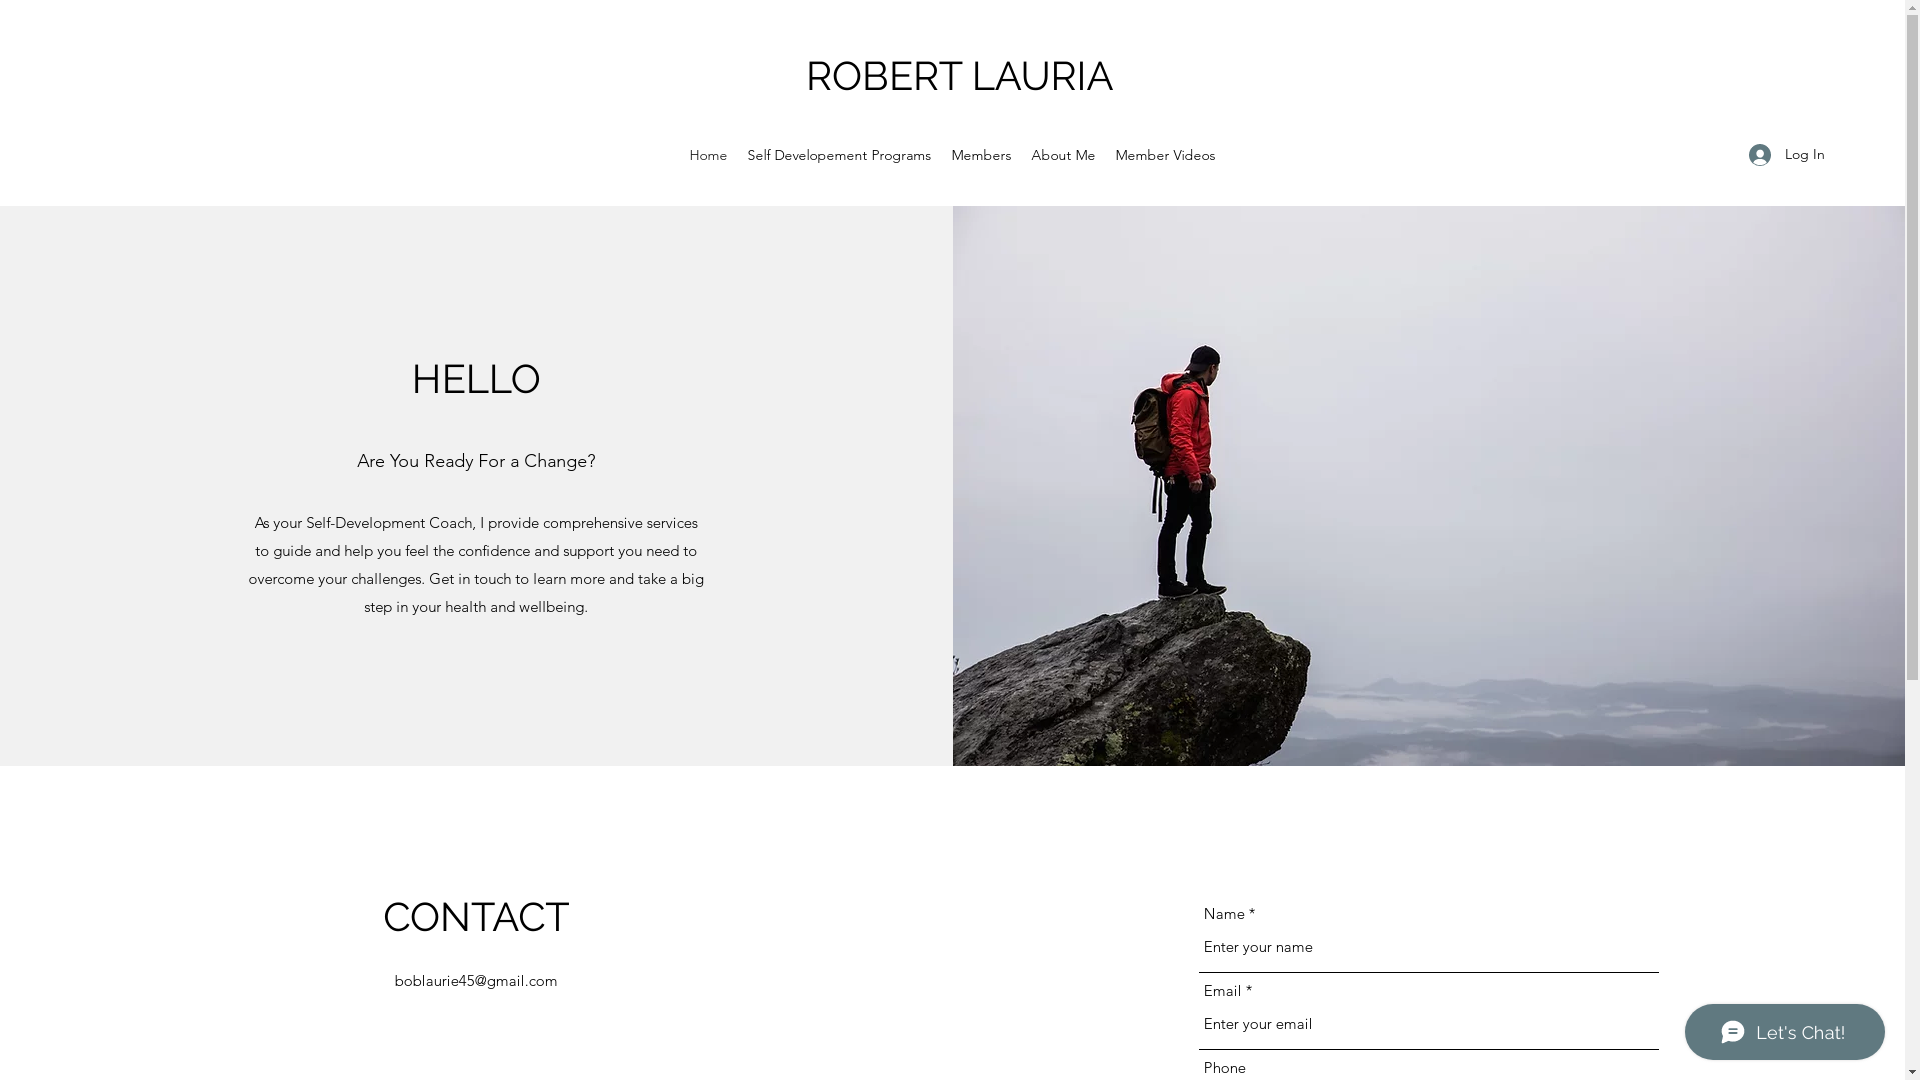 ROBERT LAURIA
Home Self Developement Programs Members About Me Member Videos
Log In
HELLO
Are You Ready For a Change?
As your Self-Development Coach, I provide comprehensive services
to guide and help you feel the confidence and support you need to
overcome your challenges. Get in touch to learn more and take a big
step in your health and wellbeing.
CONTACT
boblaurie45@gmail.com
Name *
Enter your name
Email *
Enter your email
Phone
Let's Chat!